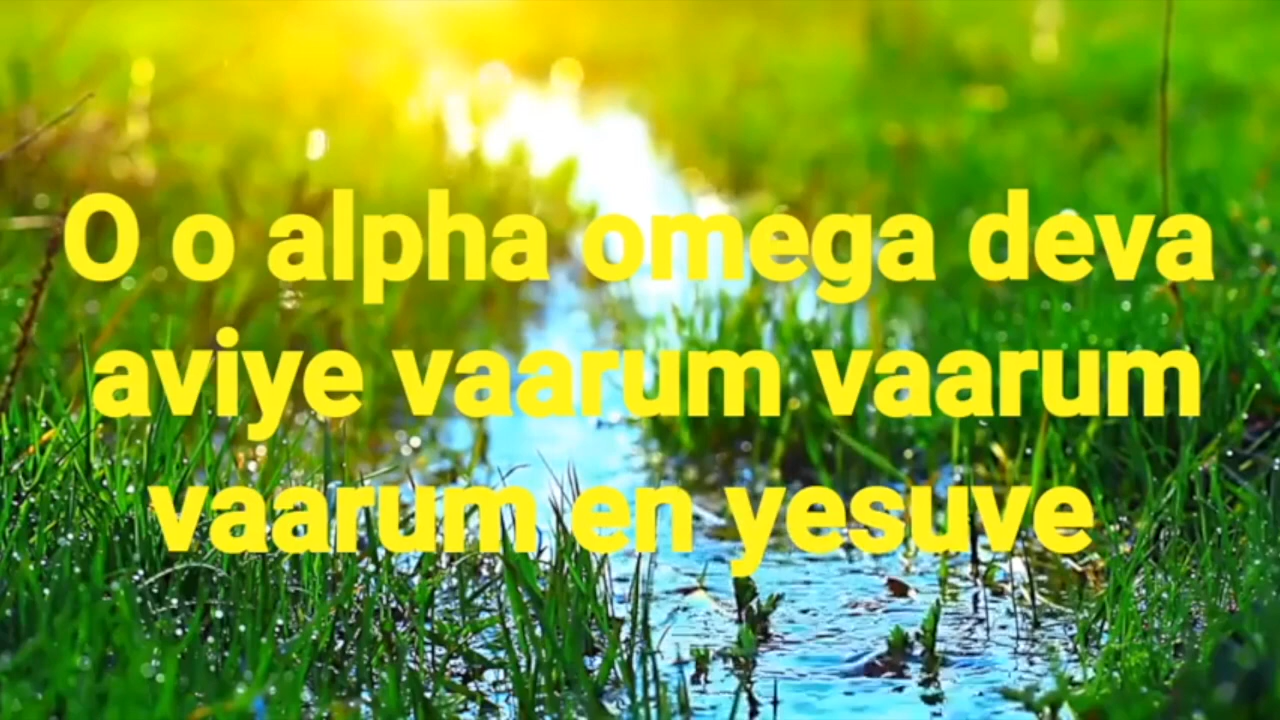 O o alpha omega deva
aviye vaarum vaarum
vaarum en yesuve